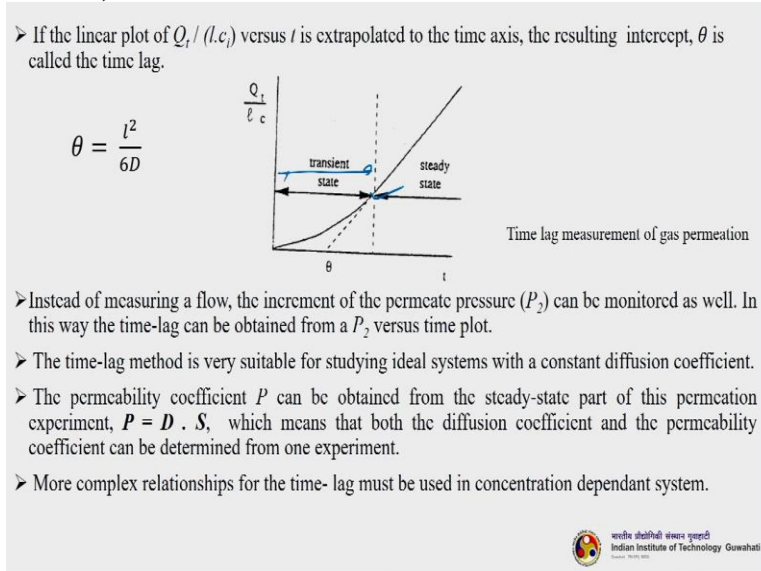 ➢ If the linear plot of Qt / (l.ci) versus t is extrapolated to the time axis, the resulting intercept, θ is
called the time lag.
θ = l²/6D
Qt
ℓ c
transient
state
steady
state
θ
t
Time lag measurement of gas permeation
➢Instead of measuring a flow, the increment of the permeate pressure (P2) can be monitored as well. In
this way the time-lag can be obtained from a P2 versus time plot.
➢ The time-lag method is very suitable for studying ideal systems with a constant diffusion coefficient.
➢ The permeability coefficient P can be obtained from the steady-state part of this permeation
experiment, P = D . S, which means that both the diffusion coefficient and the permeability
coefficient can be determined from one experiment.
➢ More complex relationships for the time- lag must be used in concentration dependant system.
भारतीय प्रौद्योगिकी संस्थान गुवाहाटी
Indian Institute of Technology Guwahati